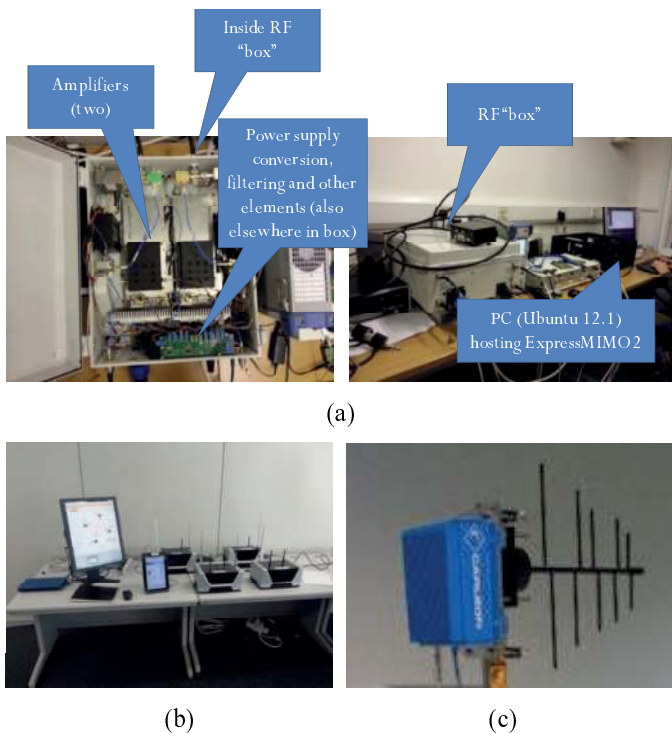 Inside RF
"box"
Amplifiers
(two)
Power supply
conversion,
filtering and other
elements (also
elsewhere in box)
RF"box"
PC (Ubuntu 12.1)
hosting ExpressMIMO2
(a)
CARLSON
(b)
(c)